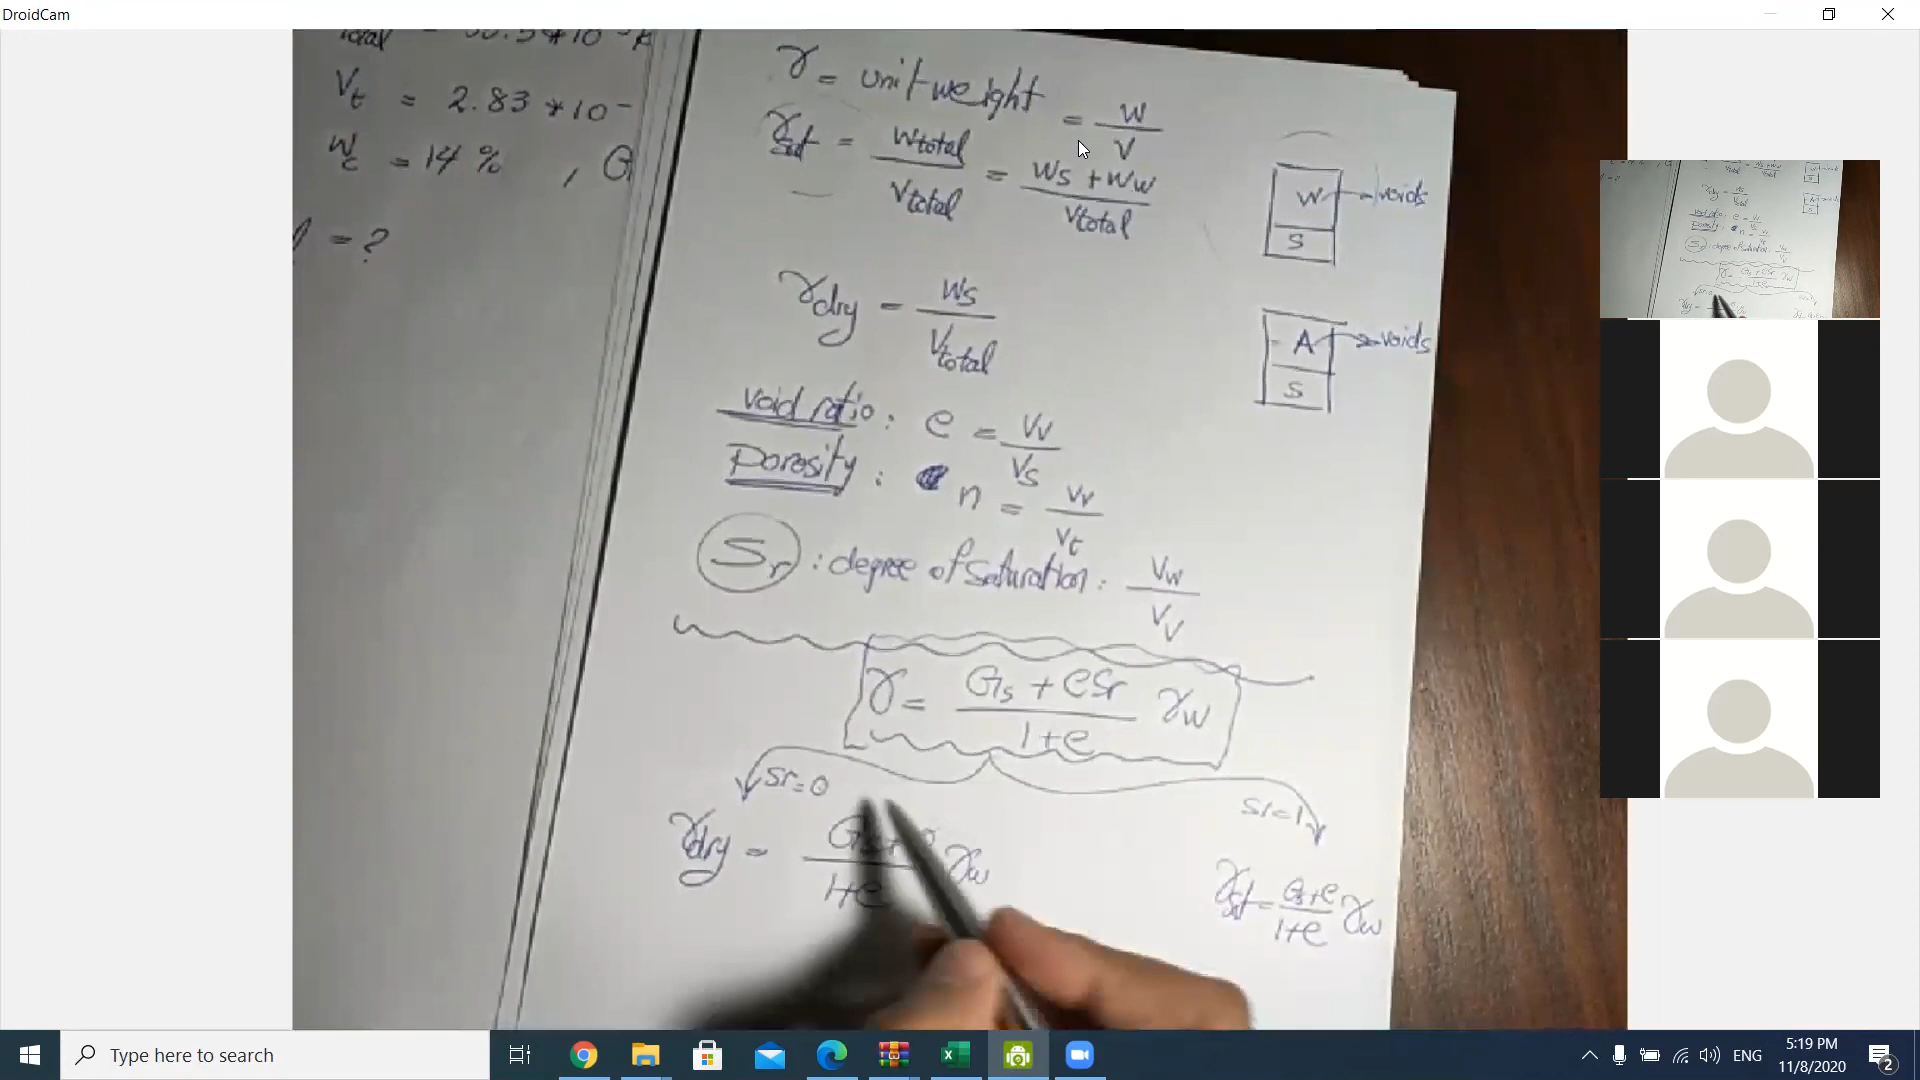 DroidCam
Total
Vt = 2.83 * 10-
Wc = 14 % , G
= ?
γ = unit weight = W / V
γsat = Wtotal / Vtotal = Ws + Ww / Vtotal
W → voids
S
γdry = Ws / Vtotal
A → voids
S
void ratio : e = Vv / Vs
Porosity : n = Vv / Vt
Sr : degree of saturation : Vw / Vv
γ = Gs + eSr / 1+e γw
Sr=0
Sr=1
γdry = / 1+e γw
γsat = Gs+e / 1+e γw
Type here to search
ENG
5:19 PM
11/8/2020
2